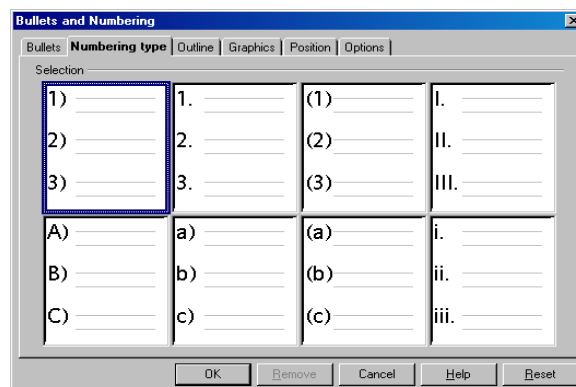 Bullets and Numbering
Bullets Numbering type Outline Graphics Position Options
Selection
1) 1. (1) I.
2) 2. (2) II.
3) 3. (3) III.
A) a) (a) i.
B) b) (b) ii.
C) c) (c) iii.
OK Remove Cancel Help Reset